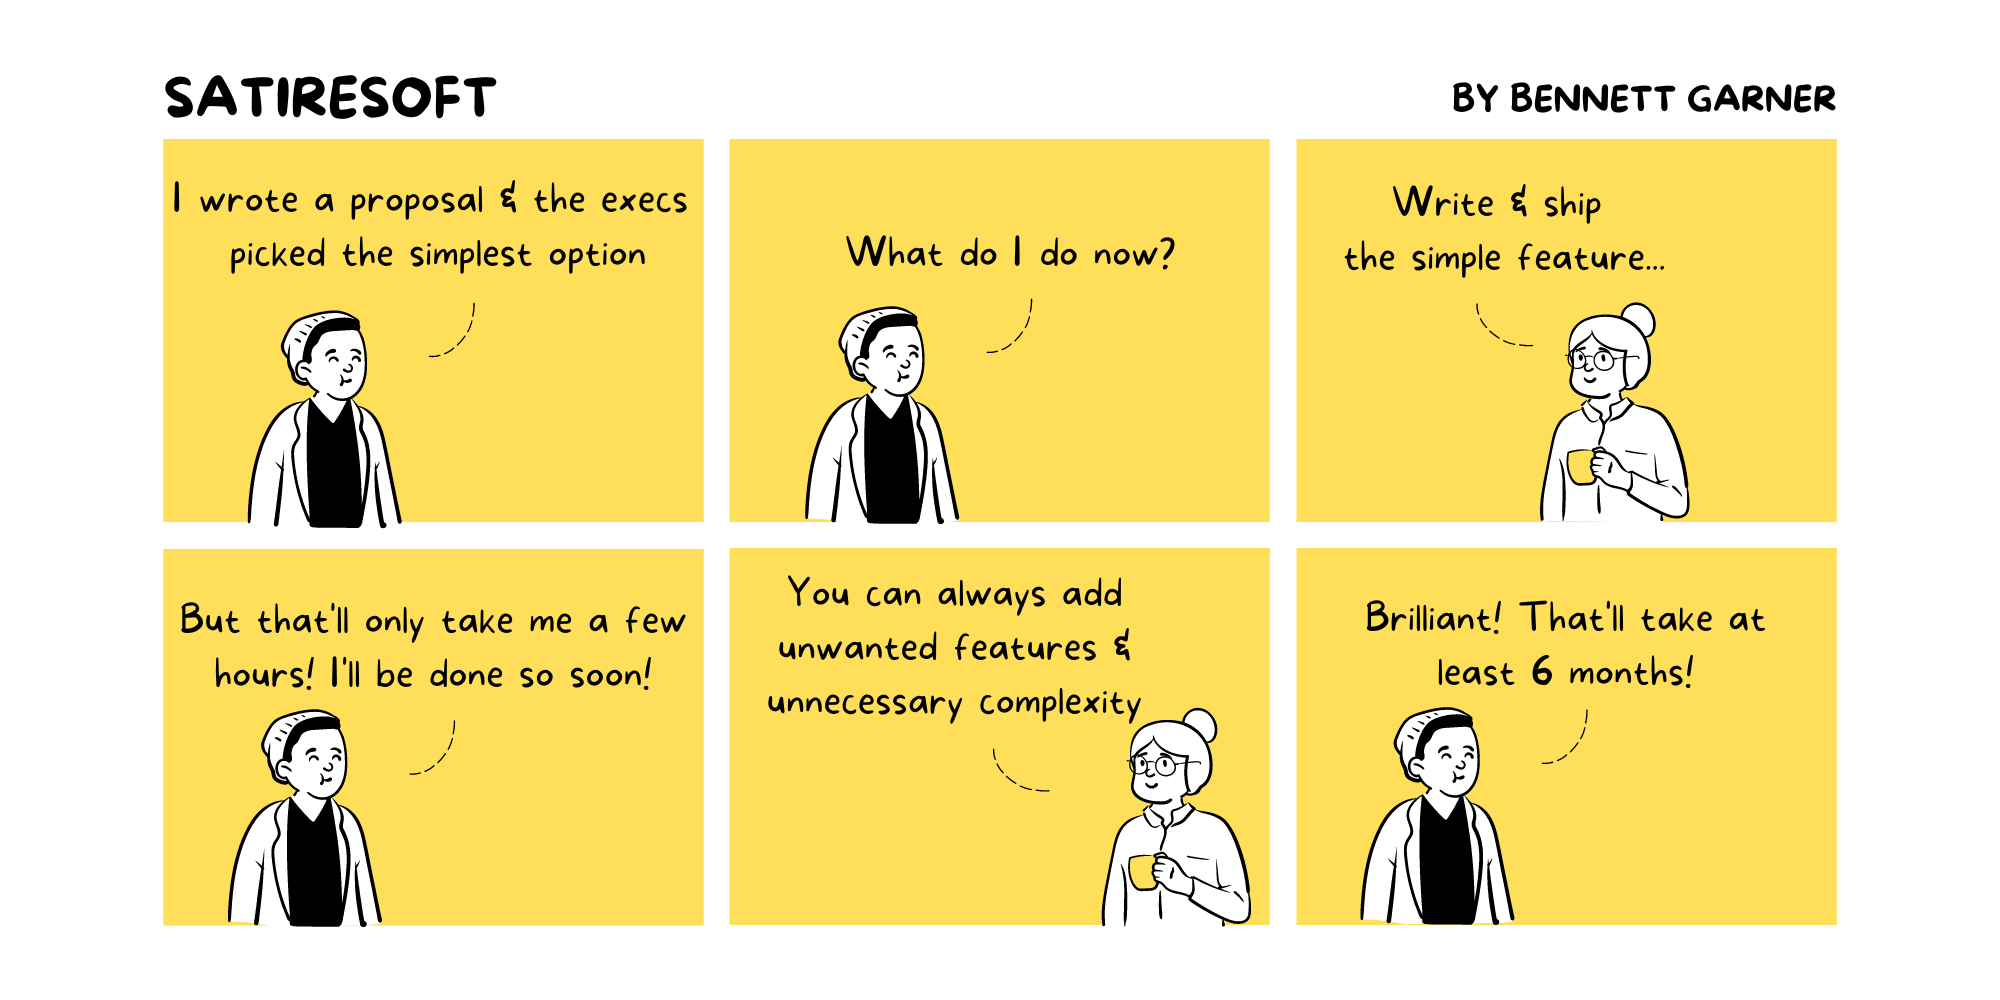 SATIRESOFT
BY BENNETT GARNER
I wrote a proposal & the execs
picked the simplest option
What do I do now?
Write & ship
the simple feature...
But that'll only take me a few
hours! I'll be done so soon!
You can always add
unwanted features &
unnecessary complexity
Brilliant! That'll take at
least 6 months!